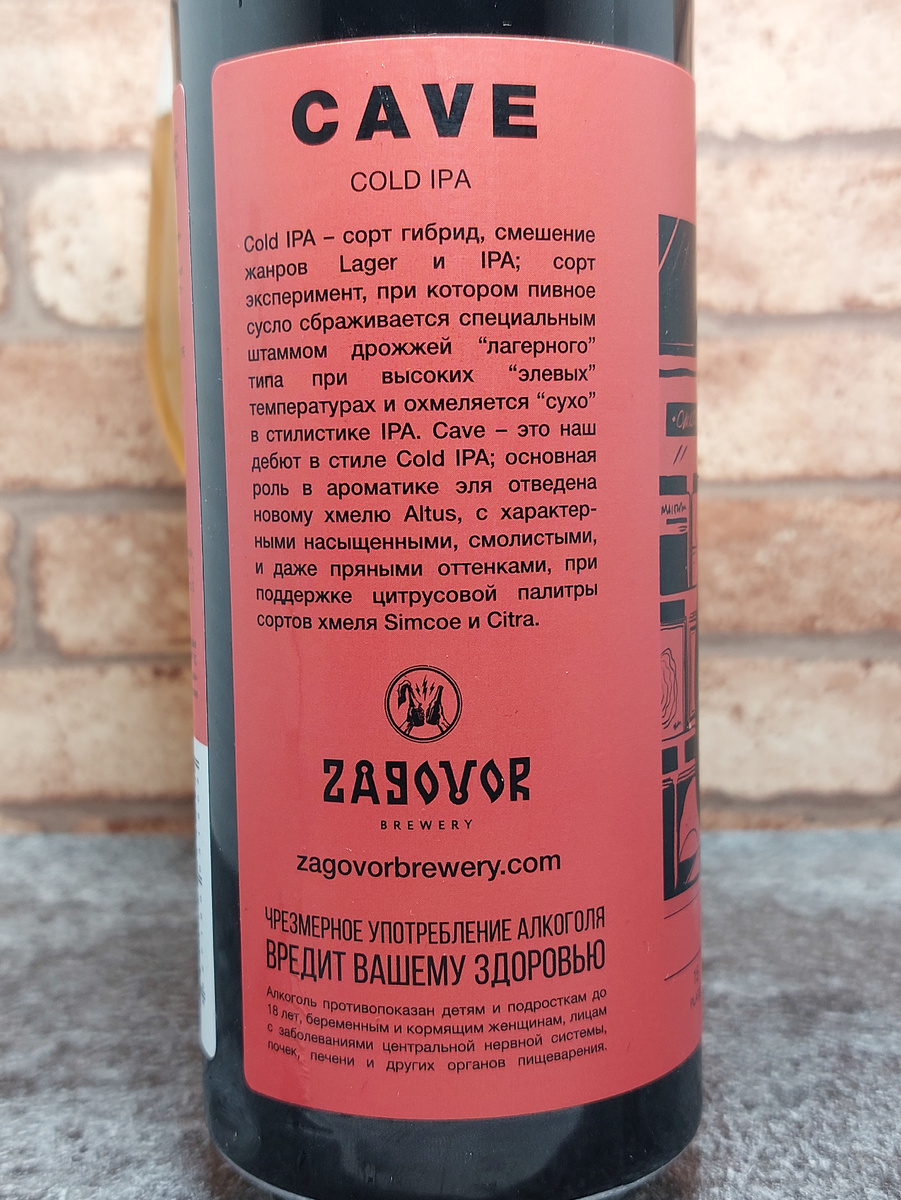 CAVE
COLD IPA
Cold IPA – сорт гибрид, смешение
жанров Lager и IPA; сорт
эксперимент, при котором пивное
сусло сбраживается специальным
штаммом дрожжей “лагерного”
типа при высоких “элевых”
температурах и охмеляется “сухо”
в стилистике IPA. Cave – это наш
дебют в стиле Cold IPA; основная
роль в ароматике эля отведена
новому хмелю Altus, с характер-
ными насыщенными, смолистыми,
и даже пряными оттенками, при
поддержке цитрусовой палитры
сортов хмеля Simcoe и Citra.
ZAGOVOR
BREWERY
zagovorbrewery.com
ЧРЕЗМЕРНОЕ УПОТРЕБЛЕНИЕ АЛКОГОЛЯ
ВРЕДИТ ВАШЕМУ ЗДОРОВЬЮ
Алкоголь противопоказан детям и подросткам до
18 лет, беременным и кормящим женщинам, лицам
с заболеваниями центральной нервной системы,
почек, печени и других органов пищеварения.